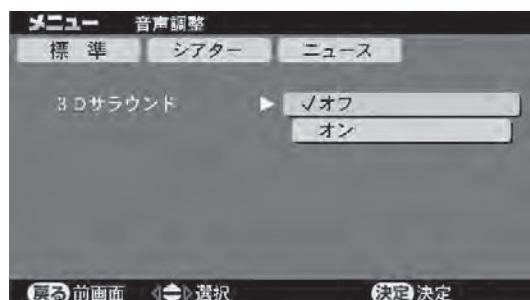 メニュー 音声調整
標準 シアター ニュース
3Dサラウンド ▶ √オフ
オン
戻る 前画面 選択 決定 決定